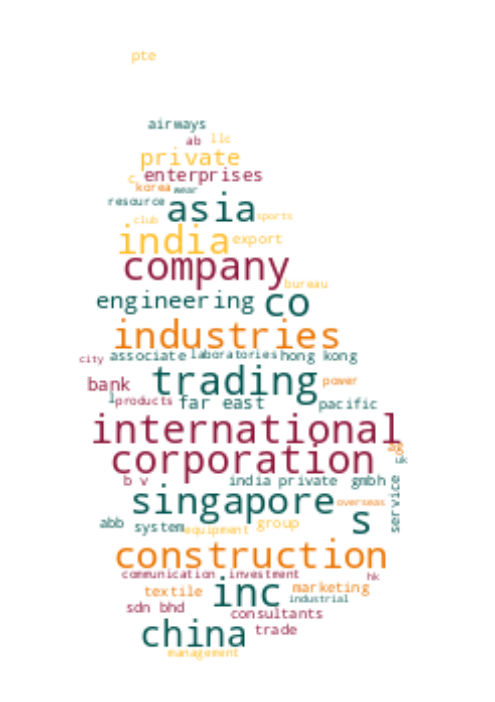 pte
airways
ab llc
private
c enterprises
korea wear
resource asia sports
club
india export
company
bureau
engineering co
industries
city associate laboratories hong kong
bank trading power
l products far east pacific
international
corporation ag
uk
b v india private gmbh
singapore overseas
abb system equipment group s service
construction
communication investment hk
textile inc marketing
industrial
sdn bhd consultants
china trade
management